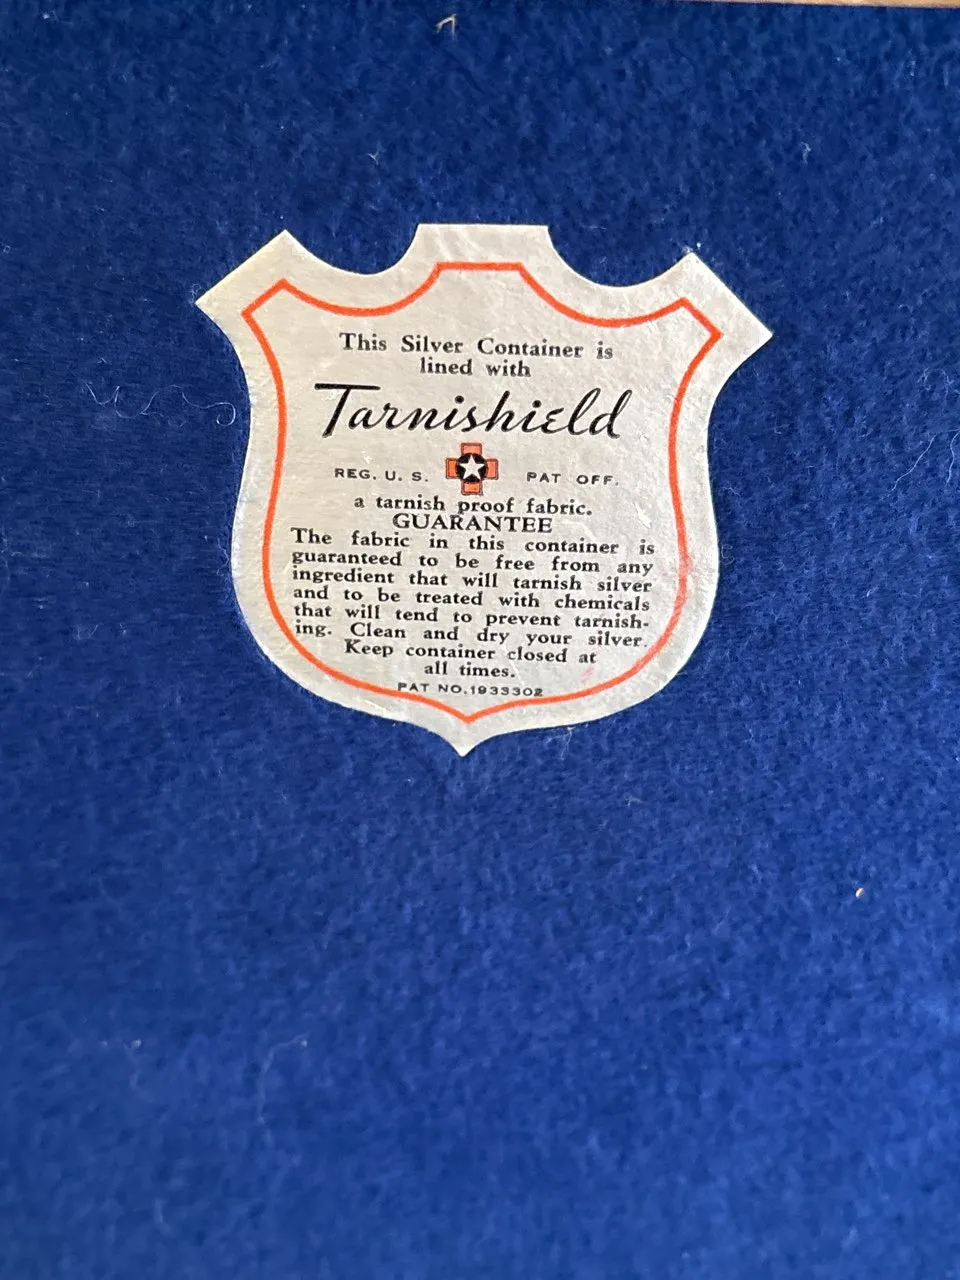 This Silver Container is
lined with
Tarnishield
REG. U. S. PAT OFF.
a tarnish proof fabric.
GUARANTEE
The fabric in this container is
guaranteed to be free from any
ingredient that will tarnish silver
and to be treated with chemicals
that will tend to prevent tarnish-
ing. Clean and dry your silver.
Keep container closed at
all times.
PAT NO.1933302